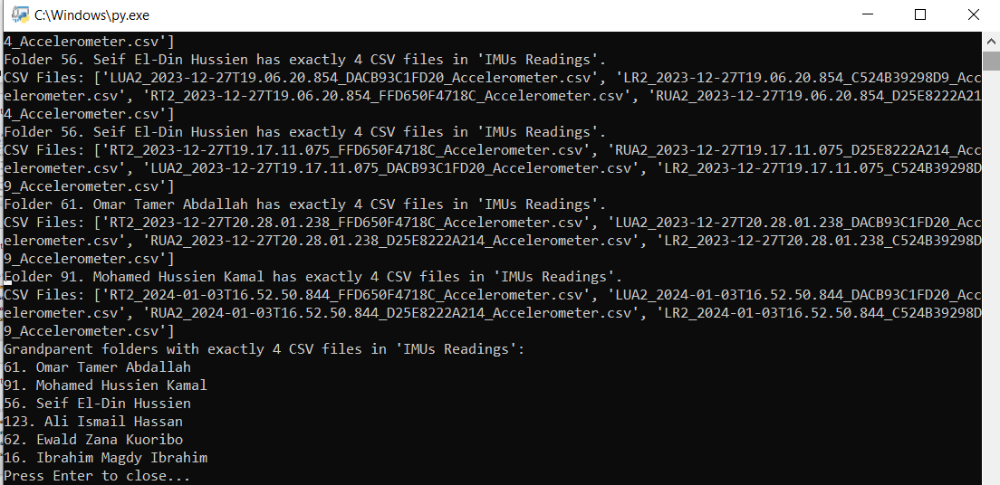 C:\Windows\py.exe
4_Accelerometer.csv']
Folder 56. Seif El-Din Hussien has exactly 4 CSV files in 'IMUs Readings'.
CSV Files: ['LUA2_2023-12-27T19.06.20.854_DACB93C1FD20_Accelerometer.csv', 'LR2_2023-12-27T19.06.20.854_C524B39298D9_Acc
elerometer.csv', 'RT2_2023-12-27T19.06.20.854_FFD650F4718C_Accelerometer.csv', 'RUA2_2023-12-27T19.06.20.854_D25E8222A21
4_Accelerometer.csv']
Folder 56. Seif El-Din Hussien has exactly 4 CSV files in 'IMUs Readings'.
CSV Files: ['RT2_2023-12-27T19.17.11.075_FFD650F4718C_Accelerometer.csv', 'RUA2_2023-12-27T19.17.11.075_D25E8222A214_Acc
elerometer.csv', 'LUA2_2023-12-27T19.17.11.075_DACB93C1FD20_Accelerometer.csv', 'LR2_2023-12-27T19.17.11.075_C524B39298D
9_Accelerometer.csv']
Folder 61. Omar Tamer Abdallah has exactly 4 CSV files in 'IMUs Readings'.
CSV Files: ['RT2_2023-12-27T20.28.01.238_FFD650F4718C_Accelerometer.csv', 'LUA2_2023-12-27T20.28.01.238_DACB93C1FD20_Acc
elerometer.csv', 'RUA2_2023-12-27T20.28.01.238_D25E8222A214_Accelerometer.csv', 'LR2_2023-12-27T20.28.01.238_C524B39298D
9_Accelerometer.csv']
Folder 91. Mohamed Hussien Kamal has exactly 4 CSV files in 'IMUs Readings'.
CSV Files: ['RT2_2024-01-03T16.52.50.844_FFD650F4718C_Accelerometer.csv', 'LUA2_2024-01-03T16.52.50.844_DACB93C1FD20_Acc
elerometer.csv', 'RUA2_2024-01-03T16.52.50.844_D25E8222A214_Accelerometer.csv', 'LR2_2024-01-03T16.52.50.844_C524B39298D
9_Accelerometer.csv']
Grandparent folders with exactly 4 CSV files in 'IMUs Readings':
61. Omar Tamer Abdallah
91. Mohamed Hussien Kamal
56. Seif El-Din Hussien
123. Ali Ismail Hassan
62. Ewald Zana Kuoribo
16. Ibrahim Magdy Ibrahim
Press Enter to close...